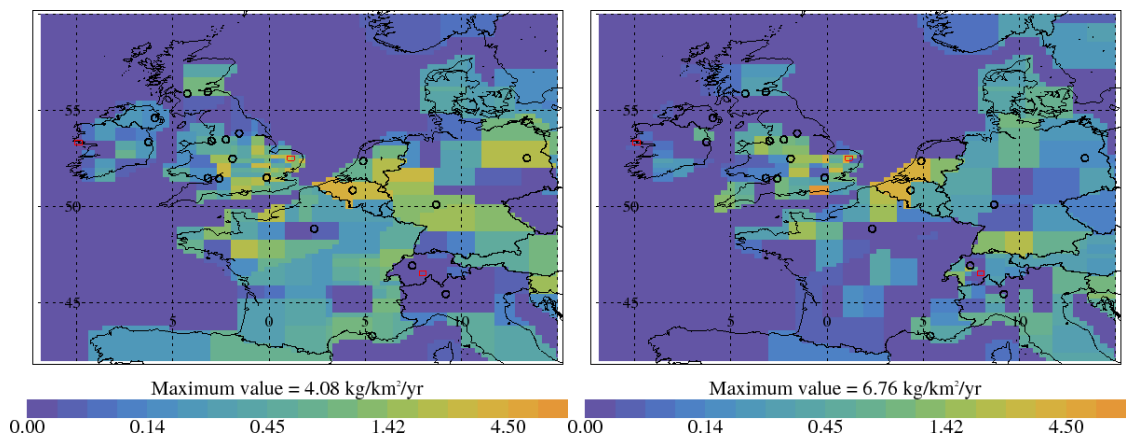 55 55
50 50
45 45
5 0 5 10 5 0 5 10
Maximum value = 4.08 kg/km²/yr Maximum value = 6.76 kg/km²/yr
0.00 0.14 0.45 1.42 4.50 0.00 0.14 0.45 1.42 4.50